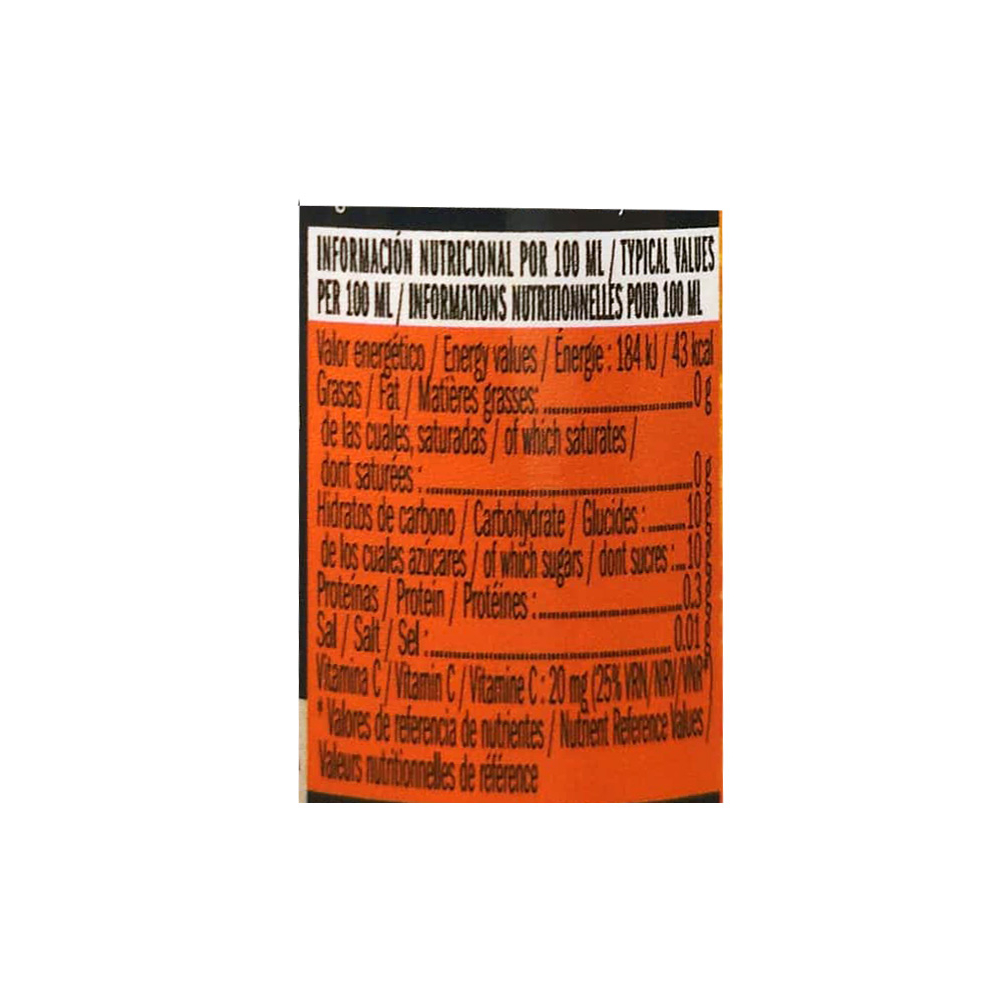 INFORMACIÓN NUTRICIONAL POR 100 ML / TYPICAL VALUES
PER 100 ML / INFORMATIONS NUTRITIONNELLES POUR 100 ML
Valor energético / Energy values / Énergie : 184 kJ / 43 kcal
Grasas / Fat / Matières grasses: ........................0 g
de las cuales, saturadas / of which saturates /
dont saturées : ........................0 g
Hidratos de carbono / Carbohydrate / Glucides : ........10 g
de los cuales azúcares / of which sugars / dont sucres : ...10 g
Proteínas / Protein / Protéines : ........................0.3 g
Sal / Salt / Sel : ........................0.01 g
Vitamina C / Vitamin C / Vitamine C : 20 mg (25% VRN/NRV/VNR*)
* Valores de referencia de nutrientes / Nutrient Reference Values /
Valeurs nutritionnelles de référence